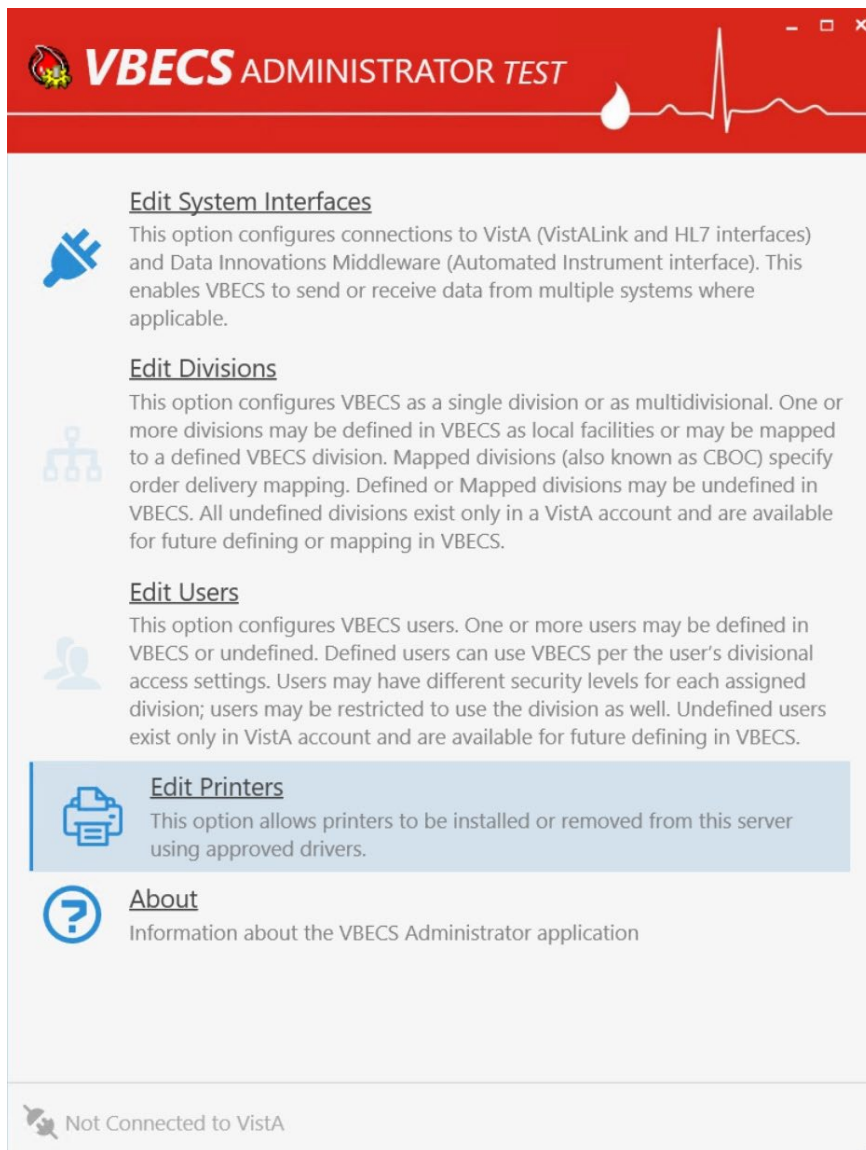 VBECS ADMINISTRATOR TEST
Edit System Interfaces
This option configures connections to VistA (VistALink and HL7 interfaces)
and Data Innovations Middleware (Automated Instrument interface). This
enables VBECS to send or receive data from multiple systems where
applicable.
Edit Divisions
This option configures VBECS as a single division or as multidivisional. One or
more divisions may be defined in VBECS as local facilities or may be mapped
to a defined VBECS division. Mapped divisions (also known as CBOC) specify
order delivery mapping. Defined or Mapped divisions may be undefined in
VBECS. All undefined divisions exist only in a VistA account and are available
for future defining or mapping in VBECS.
Edit Users
This option configures VBECS users. One or more users may be defined in
VBECS or undefined. Defined users can use VBECS per the user's divisional
access settings. Users may have different security levels for each assigned
division; users may be restricted to use the division as well. Undefined users
exist only in VistA account and are available for future defining in VBECS.
Edit Printers
This option allows printers to be installed or removed from this server
using approved drivers.
About
Information about the VBECS Administrator application
Not Connected to VistA